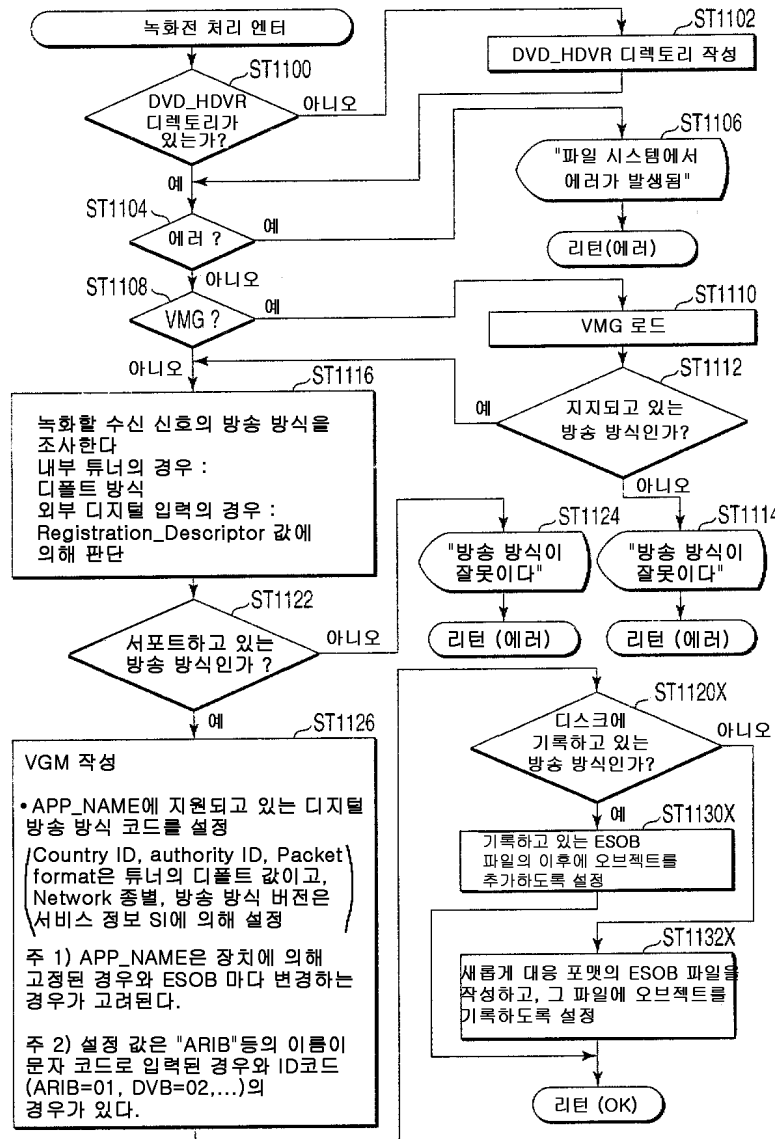 녹화전 처리 엔터
ST1100
DVD_HDVR
디렉토리가
있는가?
아니오
예
ST1102
DVD_HDVR 디렉토리 작성
ST1104
에러 ?
예
아니오
ST1106
"파일 시스템에서
에러가 발생됨"
리턴(에러)
ST1108
VMG ?
예
아니오
ST1110
VMG 로드
ST1112
지지되고 있는
방송 방식인가?
예
아니오
ST1114
"방송 방식이
잘못이다"
리턴 (에러)
ST1116
녹화할 수신 신호의 방송 방식을
조사한다
내부 튜너의 경우 :
디폴트 방식
외부 디지털 입력의 경우 :
Registration_Descriptor 값에
의해 판단
ST1122
서포트하고 있는
방송 방식인가 ?
아니오
예
ST1124
"방송 방식이
잘못이다"
리턴 (에러)
ST1126
VGM 작성
•APP_NAME에 지원되고 있는 디지털
방송 방식 코드를 설정
(Country ID, authority ID, Packet
format은 튜너의 디폴트 값이고,
Network 종별, 방송 방식 버전은
서비스 정보 SI에 의해 설정)
주 1) APP_NAME은 장치에 의해
고정된 경우와 ESOB 마다 변경하는
경우가 고려된다.
주 2) 설정 값은 "ARIB"등의 이름이
문자 코드로 입력된 경우와 ID코드
(ARIB=01, DVB=02,...)의
경우가 있다.
ST1120X
디스크에
기록하고 있는
방송 방식인가?
아니오
예
ST1130X
기록하고 있는 ESOB
파일의 이후에 오브젝트를
추가하도록 설정
ST1132X
새롭게 대응 포맷의 ESOB 파일을
작성하고, 그 파일에 오브젝트를
기록하도록 설정
리턴 (OK)